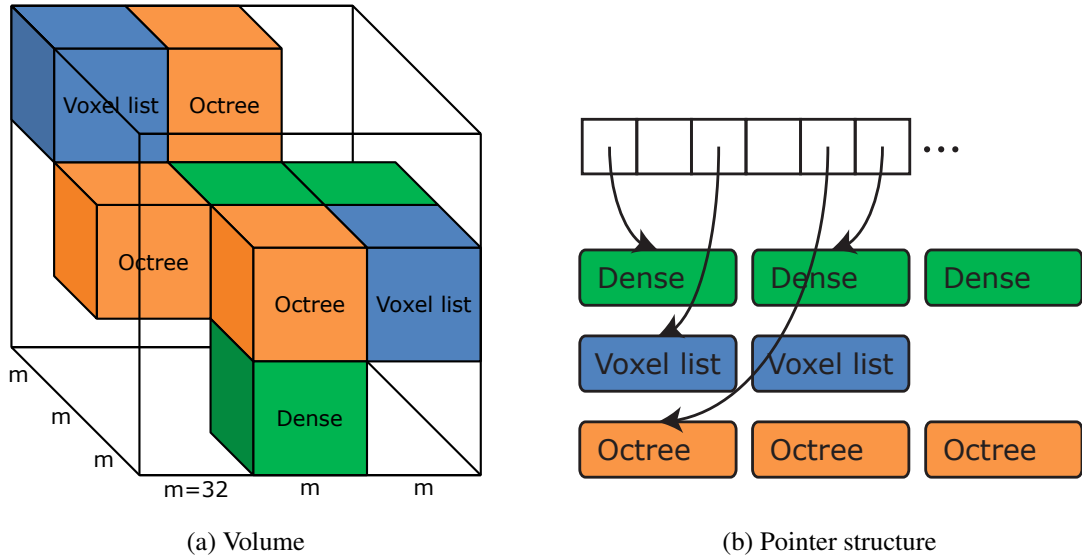 Voxel list Octree
Octree
Octree Voxel list
Dense
m
m
m
m=32 m m
(a) Volume
...
Dense Dense Dense
Voxel list Voxel list
Octree Octree Octree
(b) Pointer structure